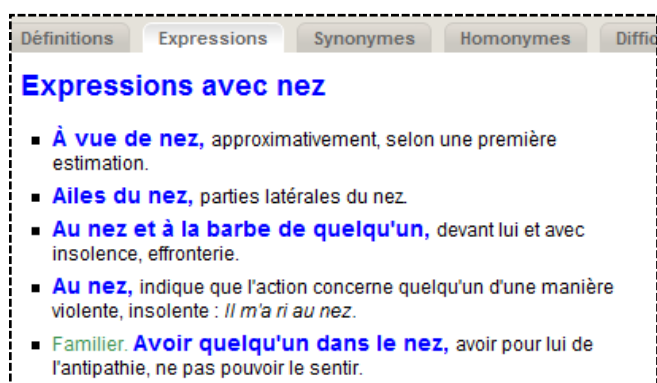 Définitions Expressions Synonymes Homonymes Diffic
Expressions avec nez
À vue de nez, approximativement, selon une première
estimation.
Ailes du nez, parties latérales du nez.
Au nez et à la barbe de quelqu'un, devant lui et avec
insolence, effronterie.
Au nez, indique que l'action concerne quelqu'un d'une manière
violente, insolente : Il m'a ri au nez.
Familier. Avoir quelqu'un dans le nez, avoir pour lui de
l'antipathie, ne pas pouvoir le sentir.